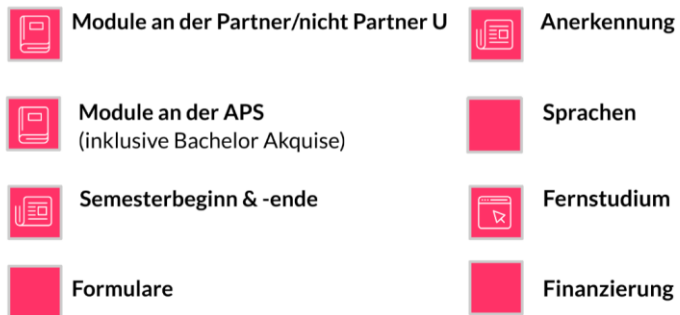 Module an der Partner/nicht Partner U
Anerkennung
Module an der APS
(inklusive Bachelor Akquise)
Sprachen
Semesterbeginn & -ende
Fernstudium
Formulare
Finanzierung